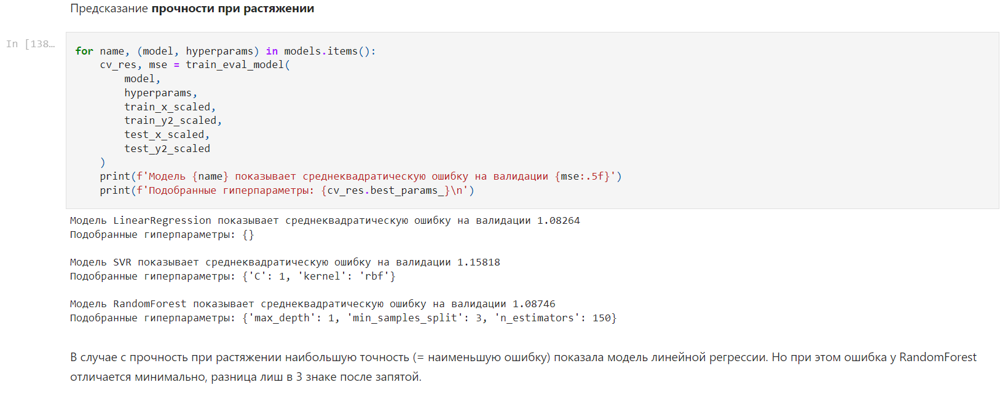 Предсказание прочности при растяжении
In [138…
for name, (model, hyperparams) in models.items():
    cv_res, mse = train_eval_model(
        model,
        hyperparams,
        train_x_scaled,
        train_y2_scaled,
        test_x_scaled,
        test_y2_scaled
    )
    print(f'Модель {name} показывает среднеквадратическую ошибку на валидации {mse:.5f}')
    print(f'Подобранные гиперпараметры: {cv_res.best_params_}\n')
Модель LinearRegression показывает среднеквадратическую ошибку на валидации 1.08264
Подобранные гиперпараметры: {}
Модель SVR показывает среднеквадратическую ошибку на валидации 1.15818
Подобранные гиперпараметры: {'C': 1, 'kernel': 'rbf'}
Модель RandomForest показывает среднеквадратическую ошибку на валидации 1.08746
Подобранные гиперпараметры: {'max_depth': 1, 'min_samples_split': 3, 'n_estimators': 150}
В случае с прочность при растяжении наибольшую точность (= наименьшую ошибку) показала модель линейной регрессии. Но при этом ошибка у RandomForest
отличается минимально, разница лиш в 3 знаке после запятой.